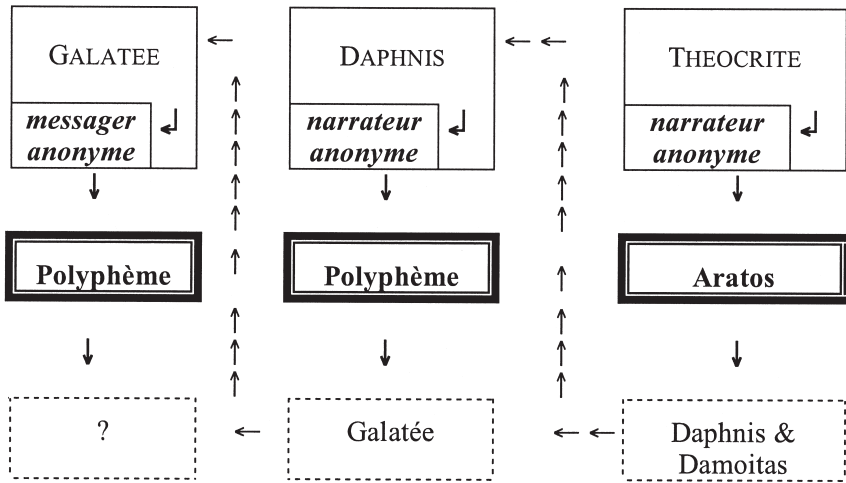 GALATEE
messager
anonyme
Polyphème
?
DAPHNIS
narrateur
anonyme
Polyphème
Galatée
THEOCRITE
narrateur
anonyme
Aratos
Daphnis &
Damoitas